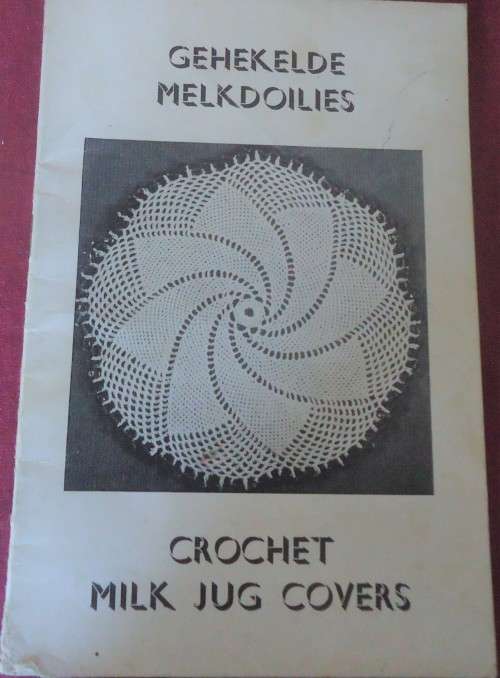 GEHEKELDE
MELKDOILIES
CROCHET
MILK JUG COVERS